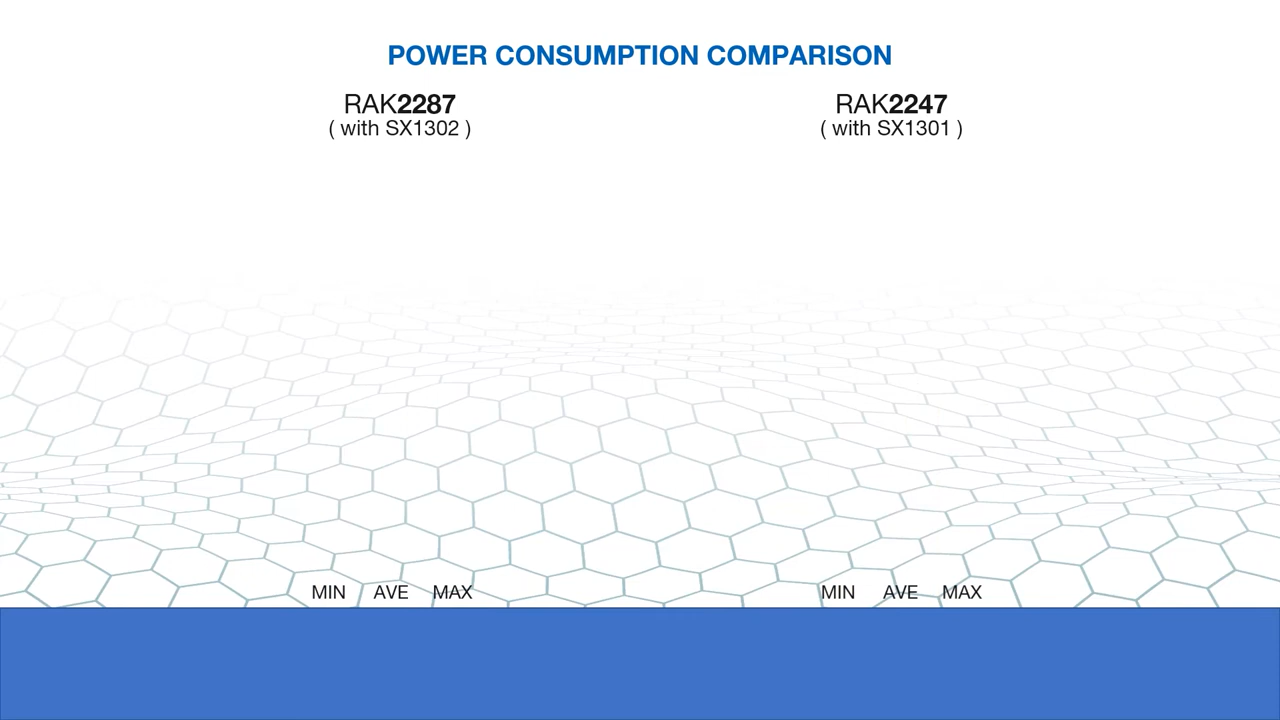 POWER CONSUMPTION COMPARISON
RAK2287 RAK2247
( with SX1302 ) ( with SX1301 )
MIN AVE MAX MIN AVE MAX